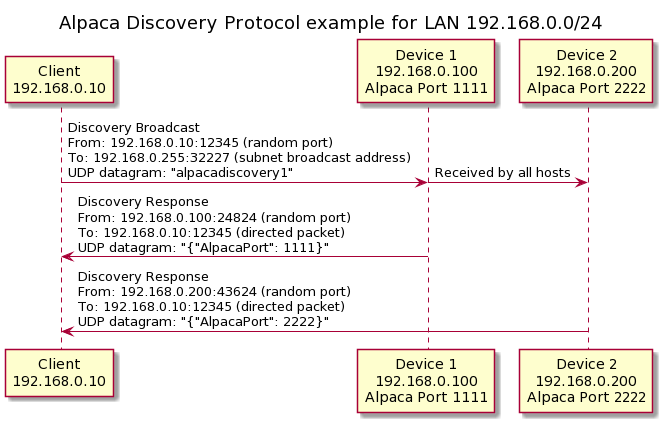 Alpaca Discovery Protocol example for LAN 192.168.0.0/24
Client
192.168.0.10
Device 1
192.168.0.100
Alpaca Port 1111
Device 2
192.168.0.200
Alpaca Port 2222
Discovery Broadcast
From: 192.168.0.10:12345 (random port)
To: 192.168.0.255:32227 (subnet broadcast address)
UDP datagram: "alpacadiscovery1"
Received by all hosts
Discovery Response
From: 192.168.0.100:24824 (random port)
To: 192.168.0.10:12345 (directed packet)
UDP datagram: "{"AlpacaPort": 1111}"
Discovery Response
From: 192.168.0.200:43624 (random port)
To: 192.168.0.10:12345 (directed packet)
UDP datagram: "{"AlpacaPort": 2222}"
Client
192.168.0.10
Device 1
192.168.0.100
Alpaca Port 1111
Device 2
192.168.0.200
Alpaca Port 2222